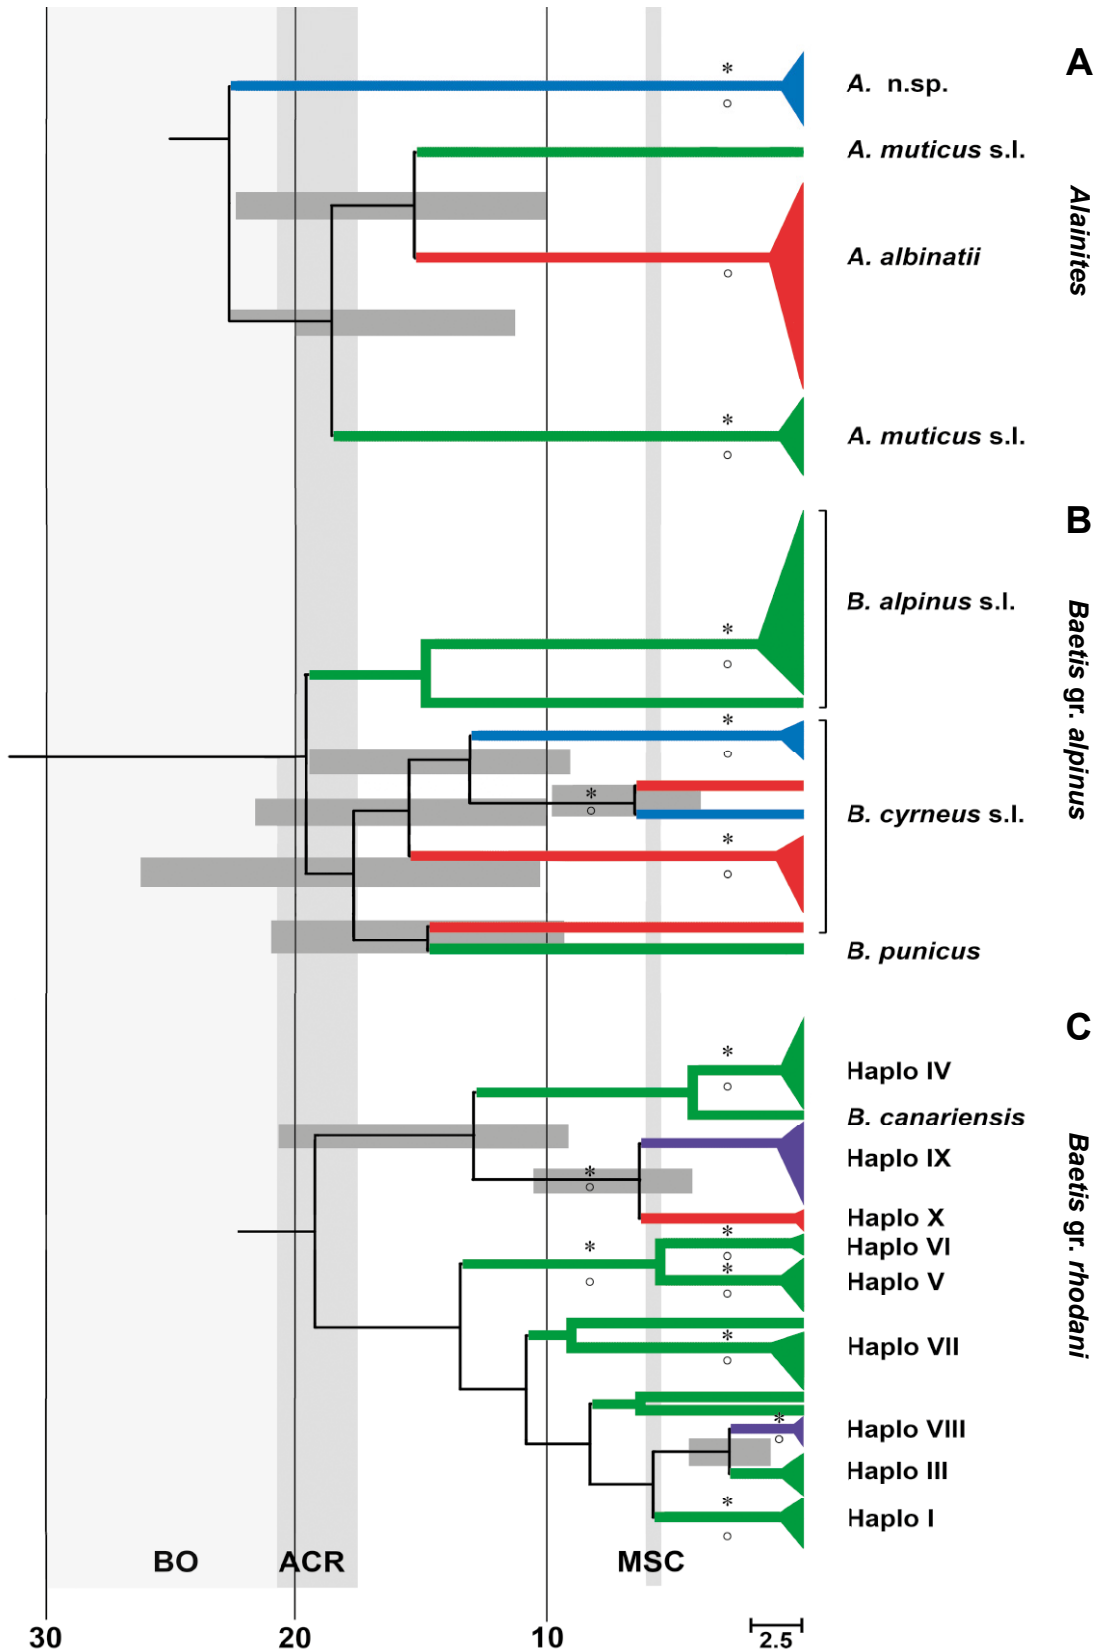 A
A. n.sp.
A. muticus s.l.
Alainites
A. albinatii
A. muticus s.l.
B
B. alpinus s.l.
Baetis gr. alpinus
B. cyrneus s.l.
B. punicus
C
Haplo IV
B. canariensis
Haplo IX
Baetis gr. rhodani
Haplo X
Haplo VI
Haplo V
Haplo VII
Haplo VIII
Haplo III
Haplo I
BO ACR MSC
30 20 10 2.5